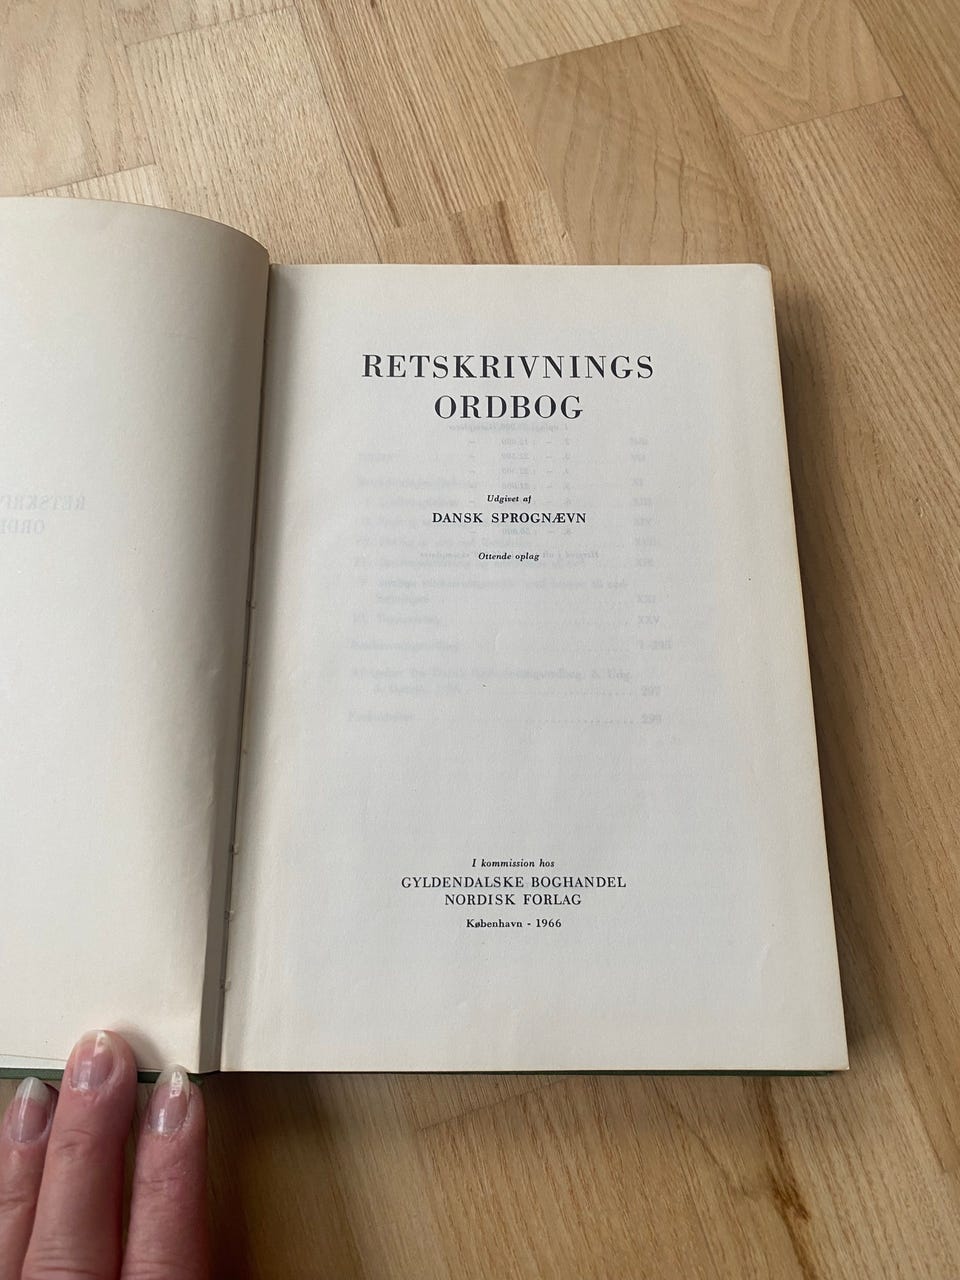 RETSKRIVNINGS
ORDBOG
Udgivet af
DANSK SPROGNÆVN
Ottende oplag
I kommission hos
GYLDENDALSKE BOGHANDEL
NORDISK FORLAG
København - 1966